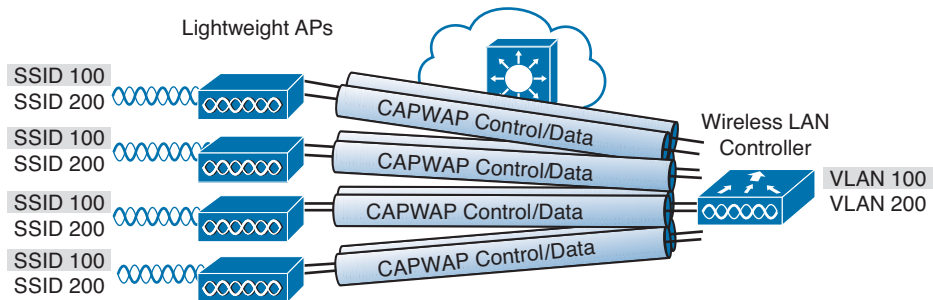 Lightweight APs
SSID 100
SSID 200
CAPWAP Control/Data
SSID 100
SSID 200
CAPWAP Control/Data
SSID 100
SSID 200
CAPWAP Control/Data
SSID 100
SSID 200
CAPWAP Control/Data
Wireless LAN
Controller
VLAN 100
VLAN 200